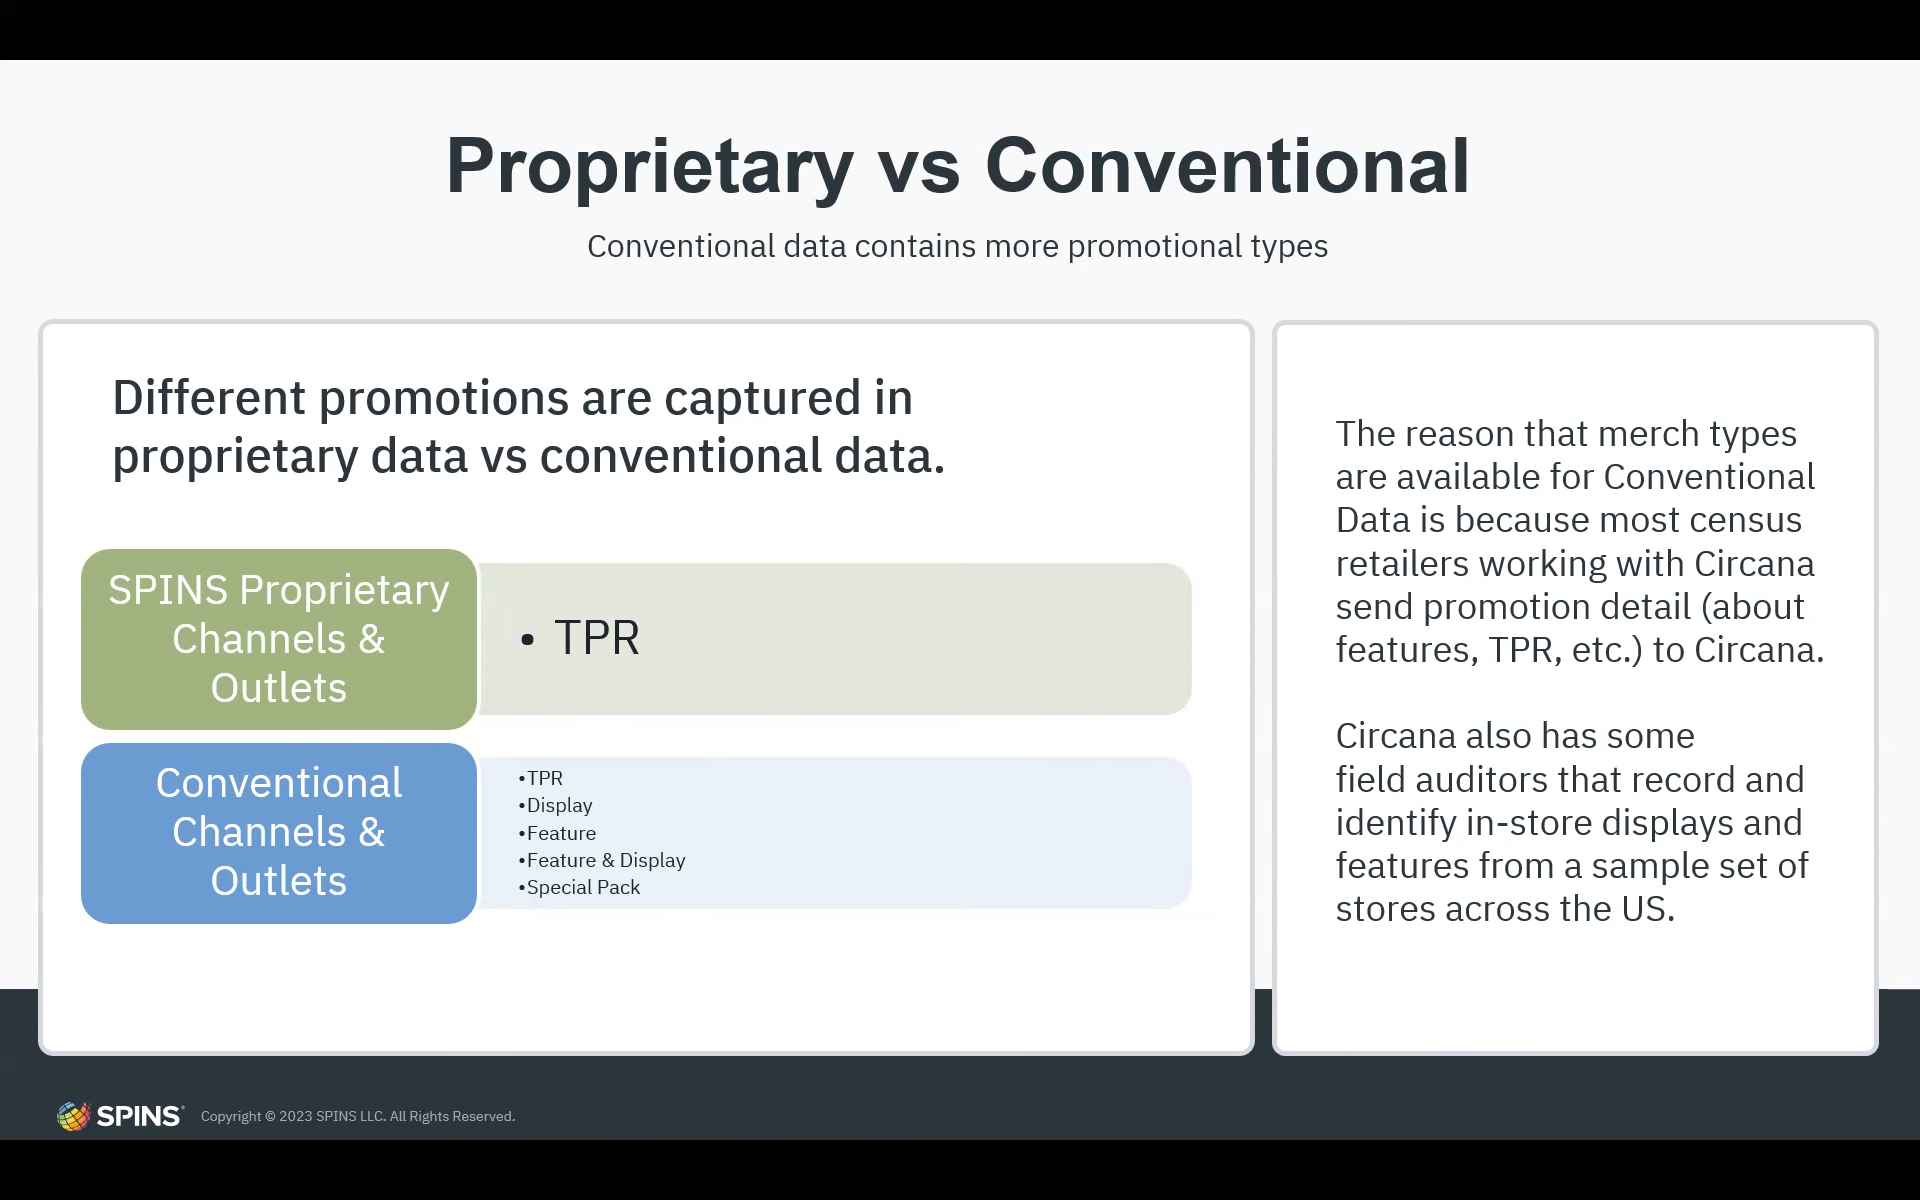 Proprietary vs Conventional
Conventional data contains more promotional types
Different promotions are captured in
proprietary data vs conventional data.
SPINS Proprietary
Channels &
Outlets
• TPR
Conventional
Channels &
Outlets
•TPR
•Display
•Feature
•Feature & Display
•Special Pack
The reason that merch types
are available for Conventional
Data is because most census
retailers working with Circana
send promotion detail (about
features, TPR, etc.) to Circana.
Circana also has some
field auditors that record and
identify in-store displays and
features from a sample set of
stores across the US.
SPINS
Copyright © 2023 SPINS LLC. All Rights Reserved.